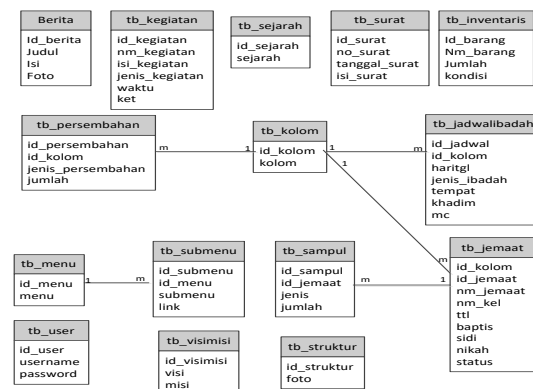 Berita
Id_berita
Judul
Isi
Foto
tb_kegiatan
id_kegiatan
nm_kegiatan
isi_kegiatan
jenis_kegiatan
waktu
ket
tb_sejarah
id_sejarah
sejarah
tb_surat
id_surat
no_surat
tanggal_surat
isi_surat
tb_inventaris
Id_barang
Nm_barang
Jumlah
kondisi
tb_persembahan
id_persembahan
id_kolom
jenis_persembahan
jumlah
m
1
tb_kolom
id_kolom
kolom
1
m
1
tb_jadwalibadah
id_jadwal
id_kolom
haritgl
jenis_ibadah
tempat
khadim
mc
tb_menu
id_menu
menu
1
m
tb_submenu
id_submenu
id_menu
submenu
link
tb_sampul
id_sampul
id_jemaat
jenis
jumlah
m
m
1
tb_jemaat
id_kolom
id_jemaat
nm_jemaat
nm_kel
ttl
baptis
sidi
nikah
status
tb_user
id_user
username
password
tb_visimisi
id_visimisi
visi
misi
tb_struktur
id_struktur
foto